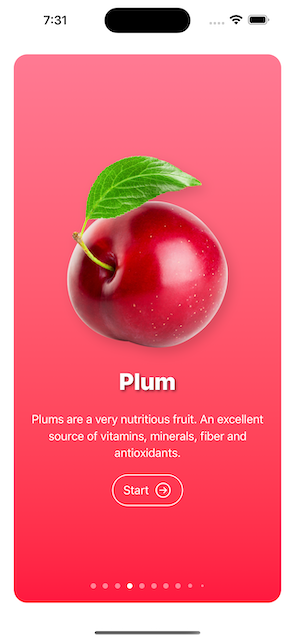 7:31
Plum
Plums are a very nutritious fruit. An excellent
source of vitamins, minerals, fiber and
antioxidants.
Start